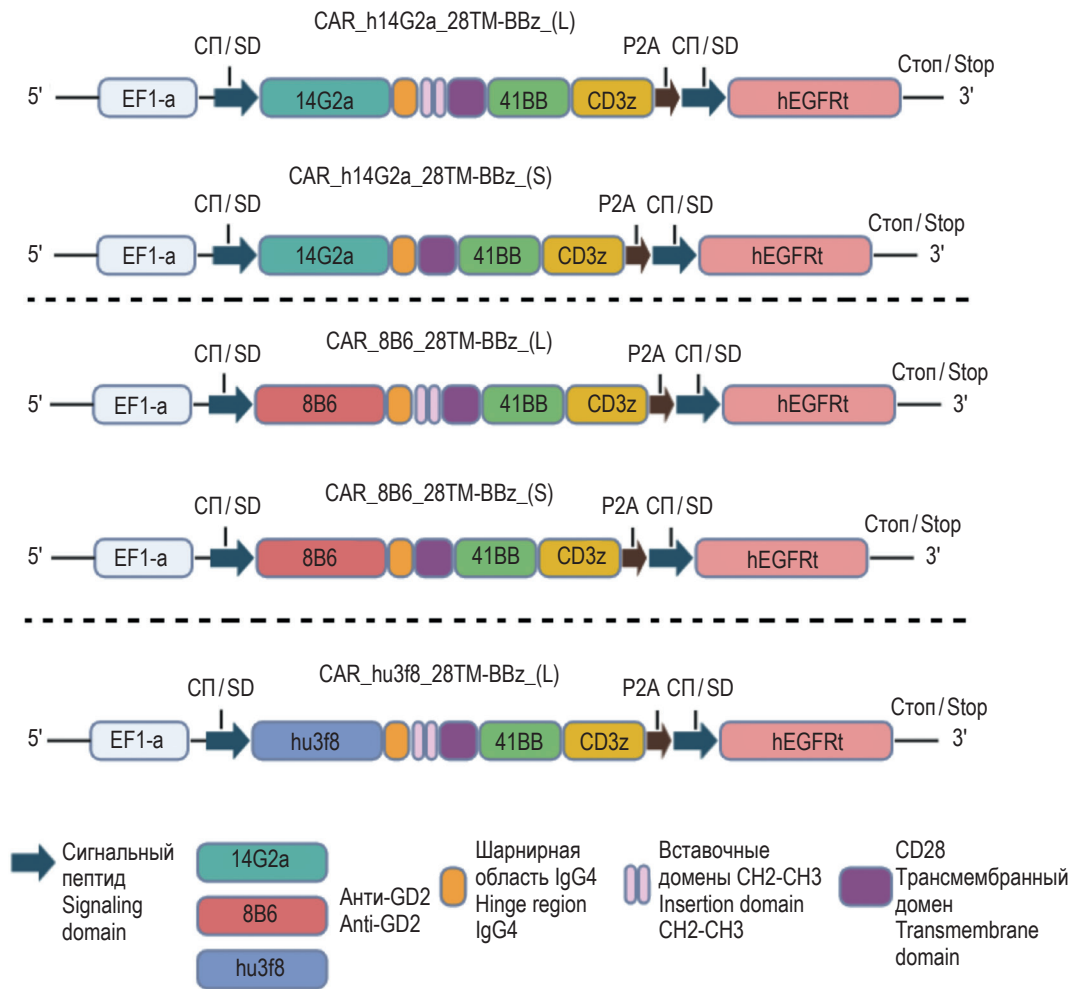 CAR_h14G2a_28TM-BBz_(L)
СП/SD
P2A СП/SD
Стоп/Stop
5' EF1-a 14G2a 41BB CD3z hEGFRt 3'
CAR_h14G2a_28TM-BBz_(S)
СП/SD
P2A СП/SD
Стоп/Stop
5' EF1-a 14G2a 41BB CD3z hEGFRt 3'
CAR_8B6_28TM-BBz_(L)
СП/SD
P2A СП/SD
Стоп/Stop
5' EF1-a 8B6 41BB CD3z hEGFRt 3'
CAR_8B6_28TM-BBz_(S)
СП/SD
P2A СП/SD
Стоп/Stop
5' EF1-a 8B6 41BB CD3z hEGFRt 3'
CAR_hu3f8_28TM-BBz_(L)
СП/SD
P2A СП/SD
Стоп/Stop
5' EF1-a hu3f8 41BB CD3z hEGFRt 3'
Сигнальный
пептид
Signaling
domain
14G2a
8B6
hu3f8
Анти-GD2
Anti-GD2
Шарнирная
область IgG4
Hinge region
IgG4
Вставочные
домены CH2-CH3
Insertion domain
CH2-CH3
CD28
Трансмембранный
домен
Transmembrane
domain